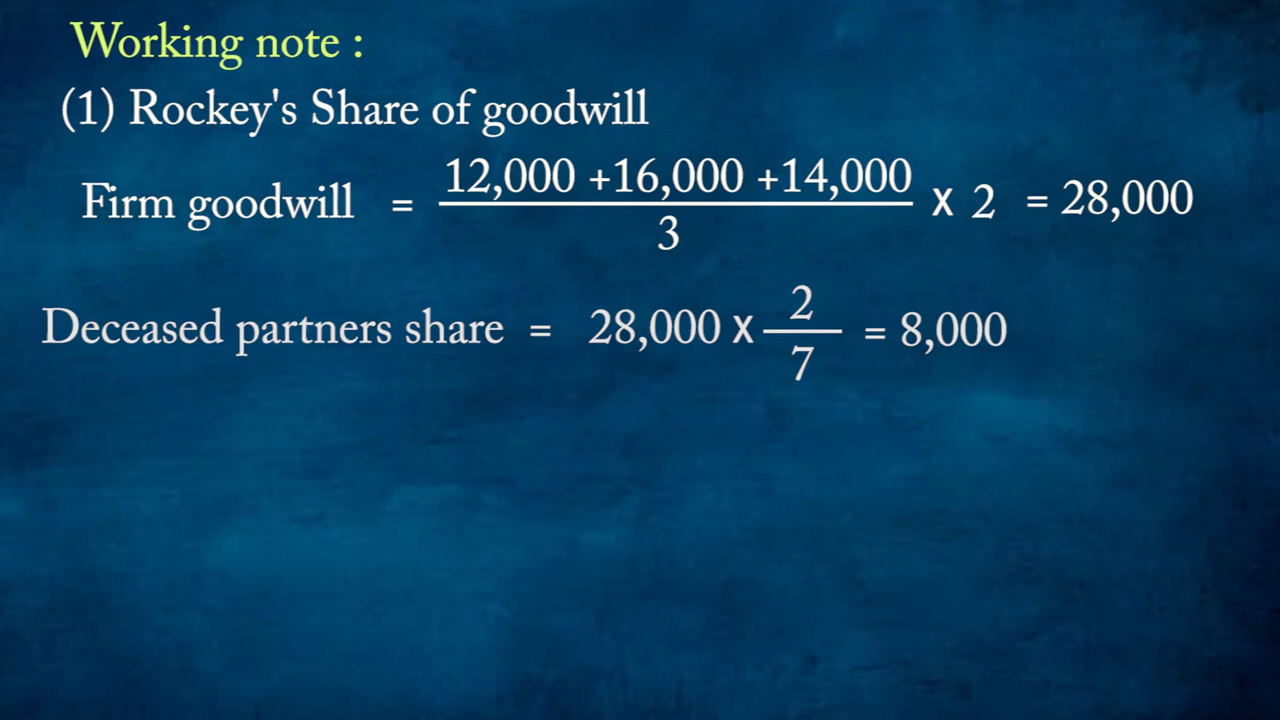 Working note :
(1) Rockey's Share of goodwill
Firm goodwill = 12,000 +16,000 +14,000 / 3 x 2 = 28,000
Deceased partners share = 28,000 x 2 / 7 = 8,000